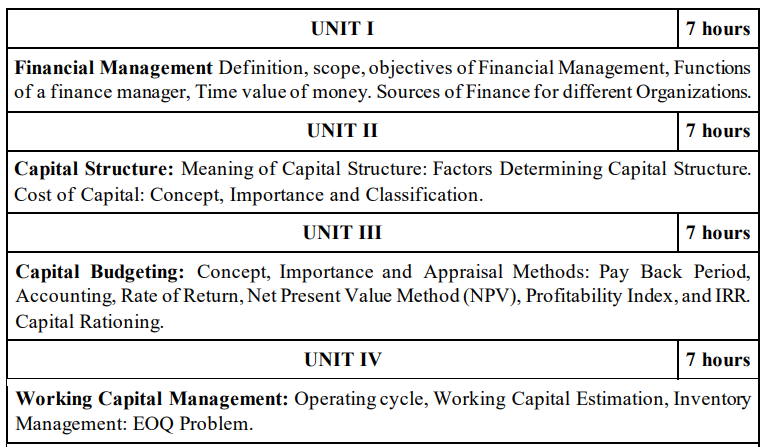 UNIT I 7 hours
Financial Management Definition, scope, objectives of Financial Management, Functions
of a finance manager, Time value of money. Sources of Finance for different Organizations.
UNIT II 7 hours
Capital Structure: Meaning of Capital Structure: Factors Determining Capital Structure.
Cost of Capital: Concept, Importance and Classification.
UNIT III 7 hours
Capital Budgeting: Concept, Importance and Appraisal Methods: Pay Back Period,
Accounting, Rate of Return, Net Present Value Method (NPV), Profitability Index, and IRR.
Capital Rationing.
UNIT IV 7 hours
Working Capital Management: Operating cycle, Working Capital Estimation, Inventory
Management: EOQ Problem.